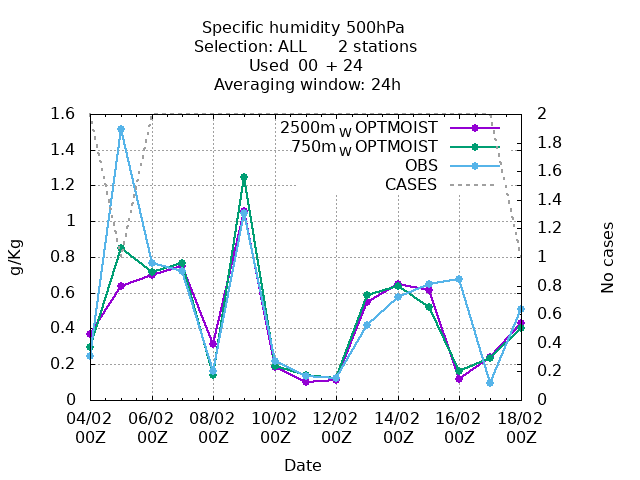 Specific humidity 500hPa
Selection: ALL 2 stations
Used 00 + 24
Averaging window: 24h
2500m W OPTMOIST
750m W OPTMOIST
OBS
CASES
1.6
1.4
1.2
1
0.8
0.6
0.4
0.2
0
g/Kg
2
1.8
1.6
1.4
1.2
1
0.8
0.6
0.4
0.2
0
No cases
04/02 06/02 08/02 10/02 12/02 14/02 16/02 18/02
00Z 00Z 00Z 00Z 00Z 00Z 00Z 00Z
Date